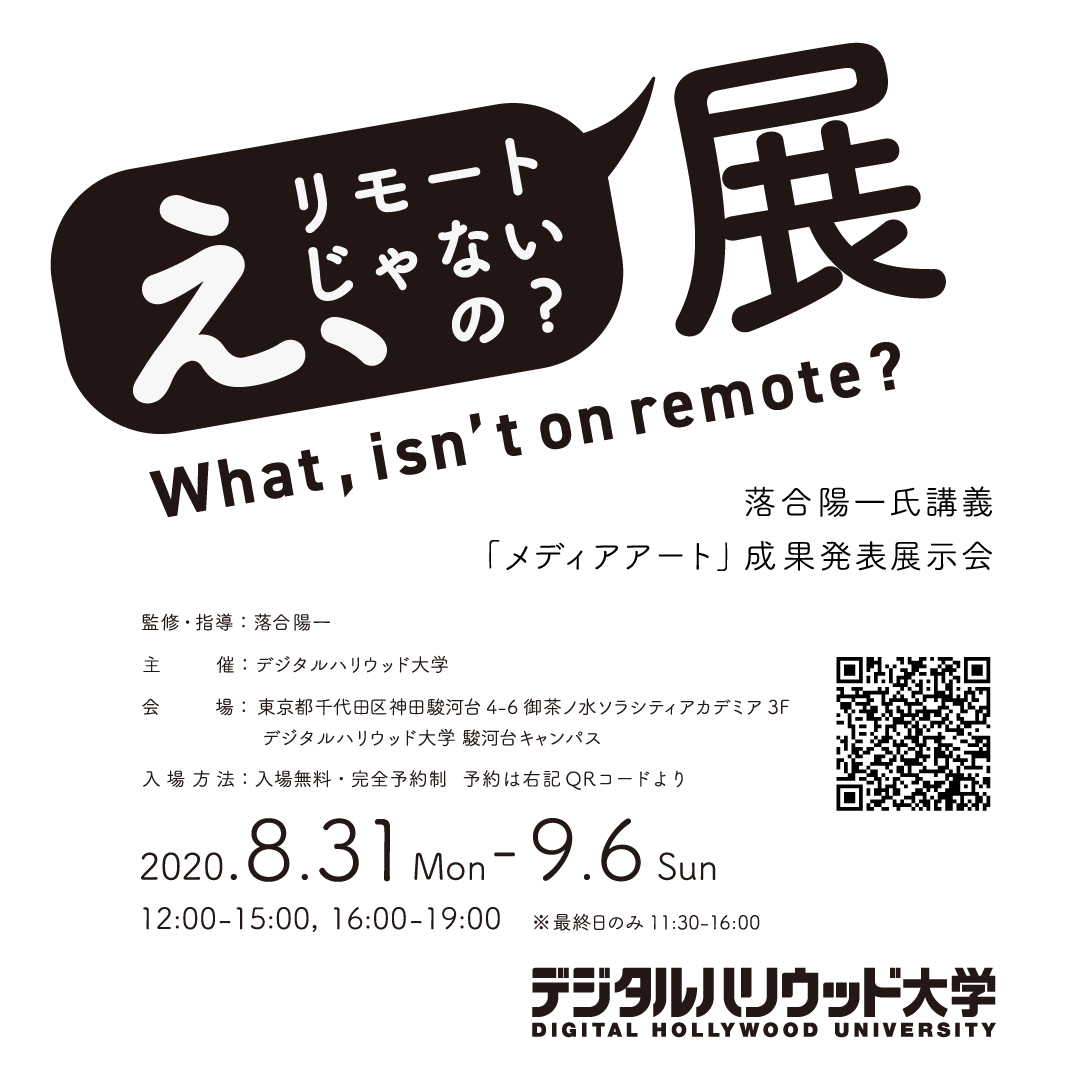 え、
リモート
じゃない
の?
展
What, isn't on remote?
落合陽一氏講義
「メディアアート」成果発表展示会
監修・指導：落合陽一
主催：デジタルハリウッド大学
会場：東京都千代田区神田駿河台 4-6 御茶ノ水ソラシティアカデミア 3F
デジタルハリウッド大学 駿河台キャンパス
入場方法：入場無料・完全予約制 予約は右記QRコードより
2020.8.31 Mon - 9.6 Sun
12:00-15:00, 16:00-19:00 ※最終日のみ 11:30-16:00
デジタルハリウッド大学
DIGITAL HOLLYWOOD UNIVERSITY